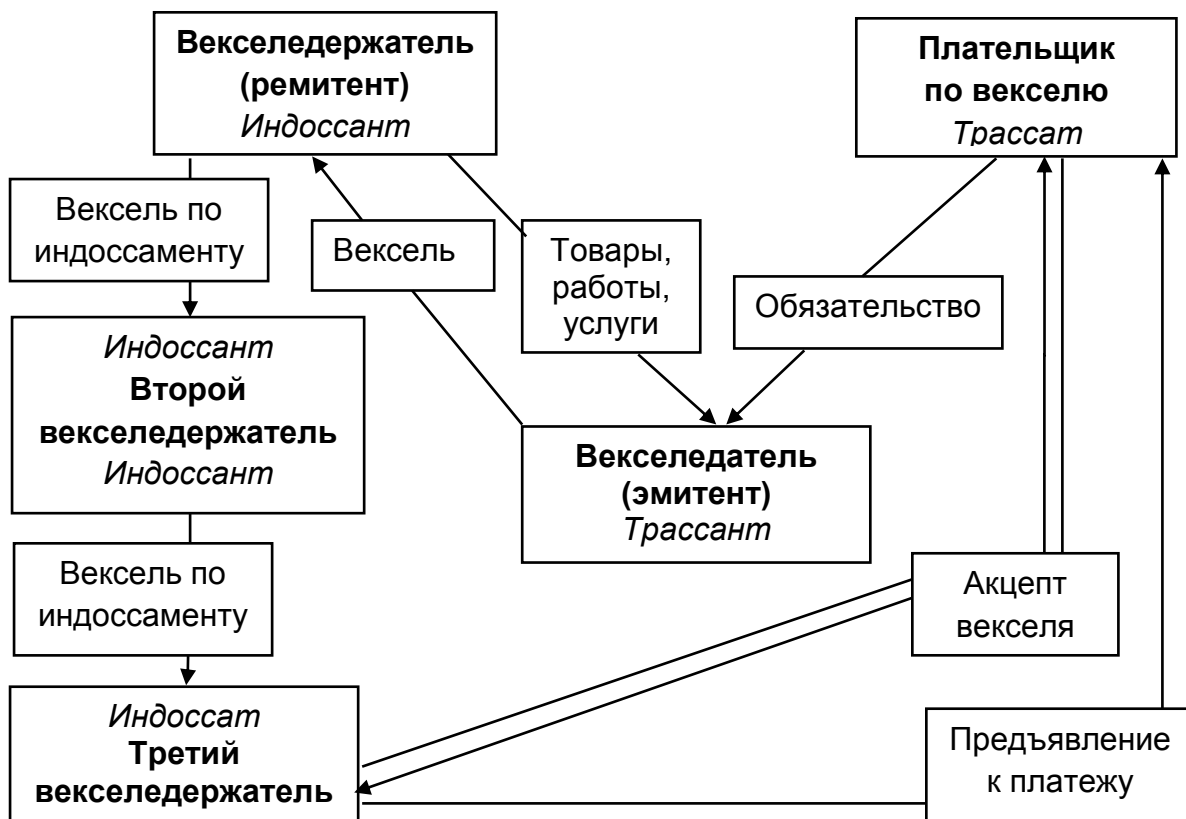 Векселедержатель
(ремитент)
Индоссант
Плательщик
по векселю
Трассат
Вексель по
индоссаменту
Вексель
Товары,
работы,
услуги
Обязательство
Индоссант
Второй
векселедержатель
Индоссант
Векселедатель
(эмитент)
Трассант
Вексель по
индоссаменту
Акцепт
векселя
Индоссат
Третий
векселедержатель
Предъявление
к платежу